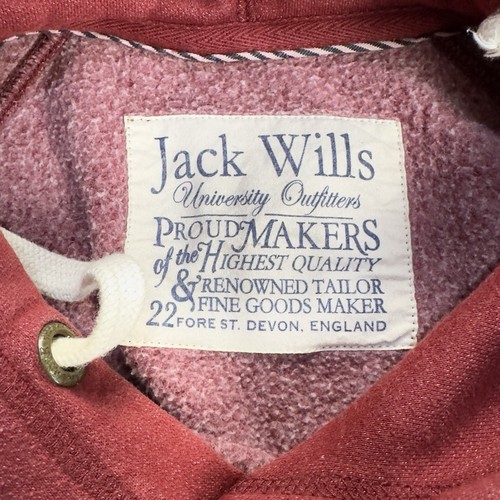 Jack Wills
University Outfitters
PROUD MAKERS
of the HIGHEST QUALITY
& RENOWNED TAILOR
FINE GOODS MAKER
22 FORE ST. DEVON, ENGLAND